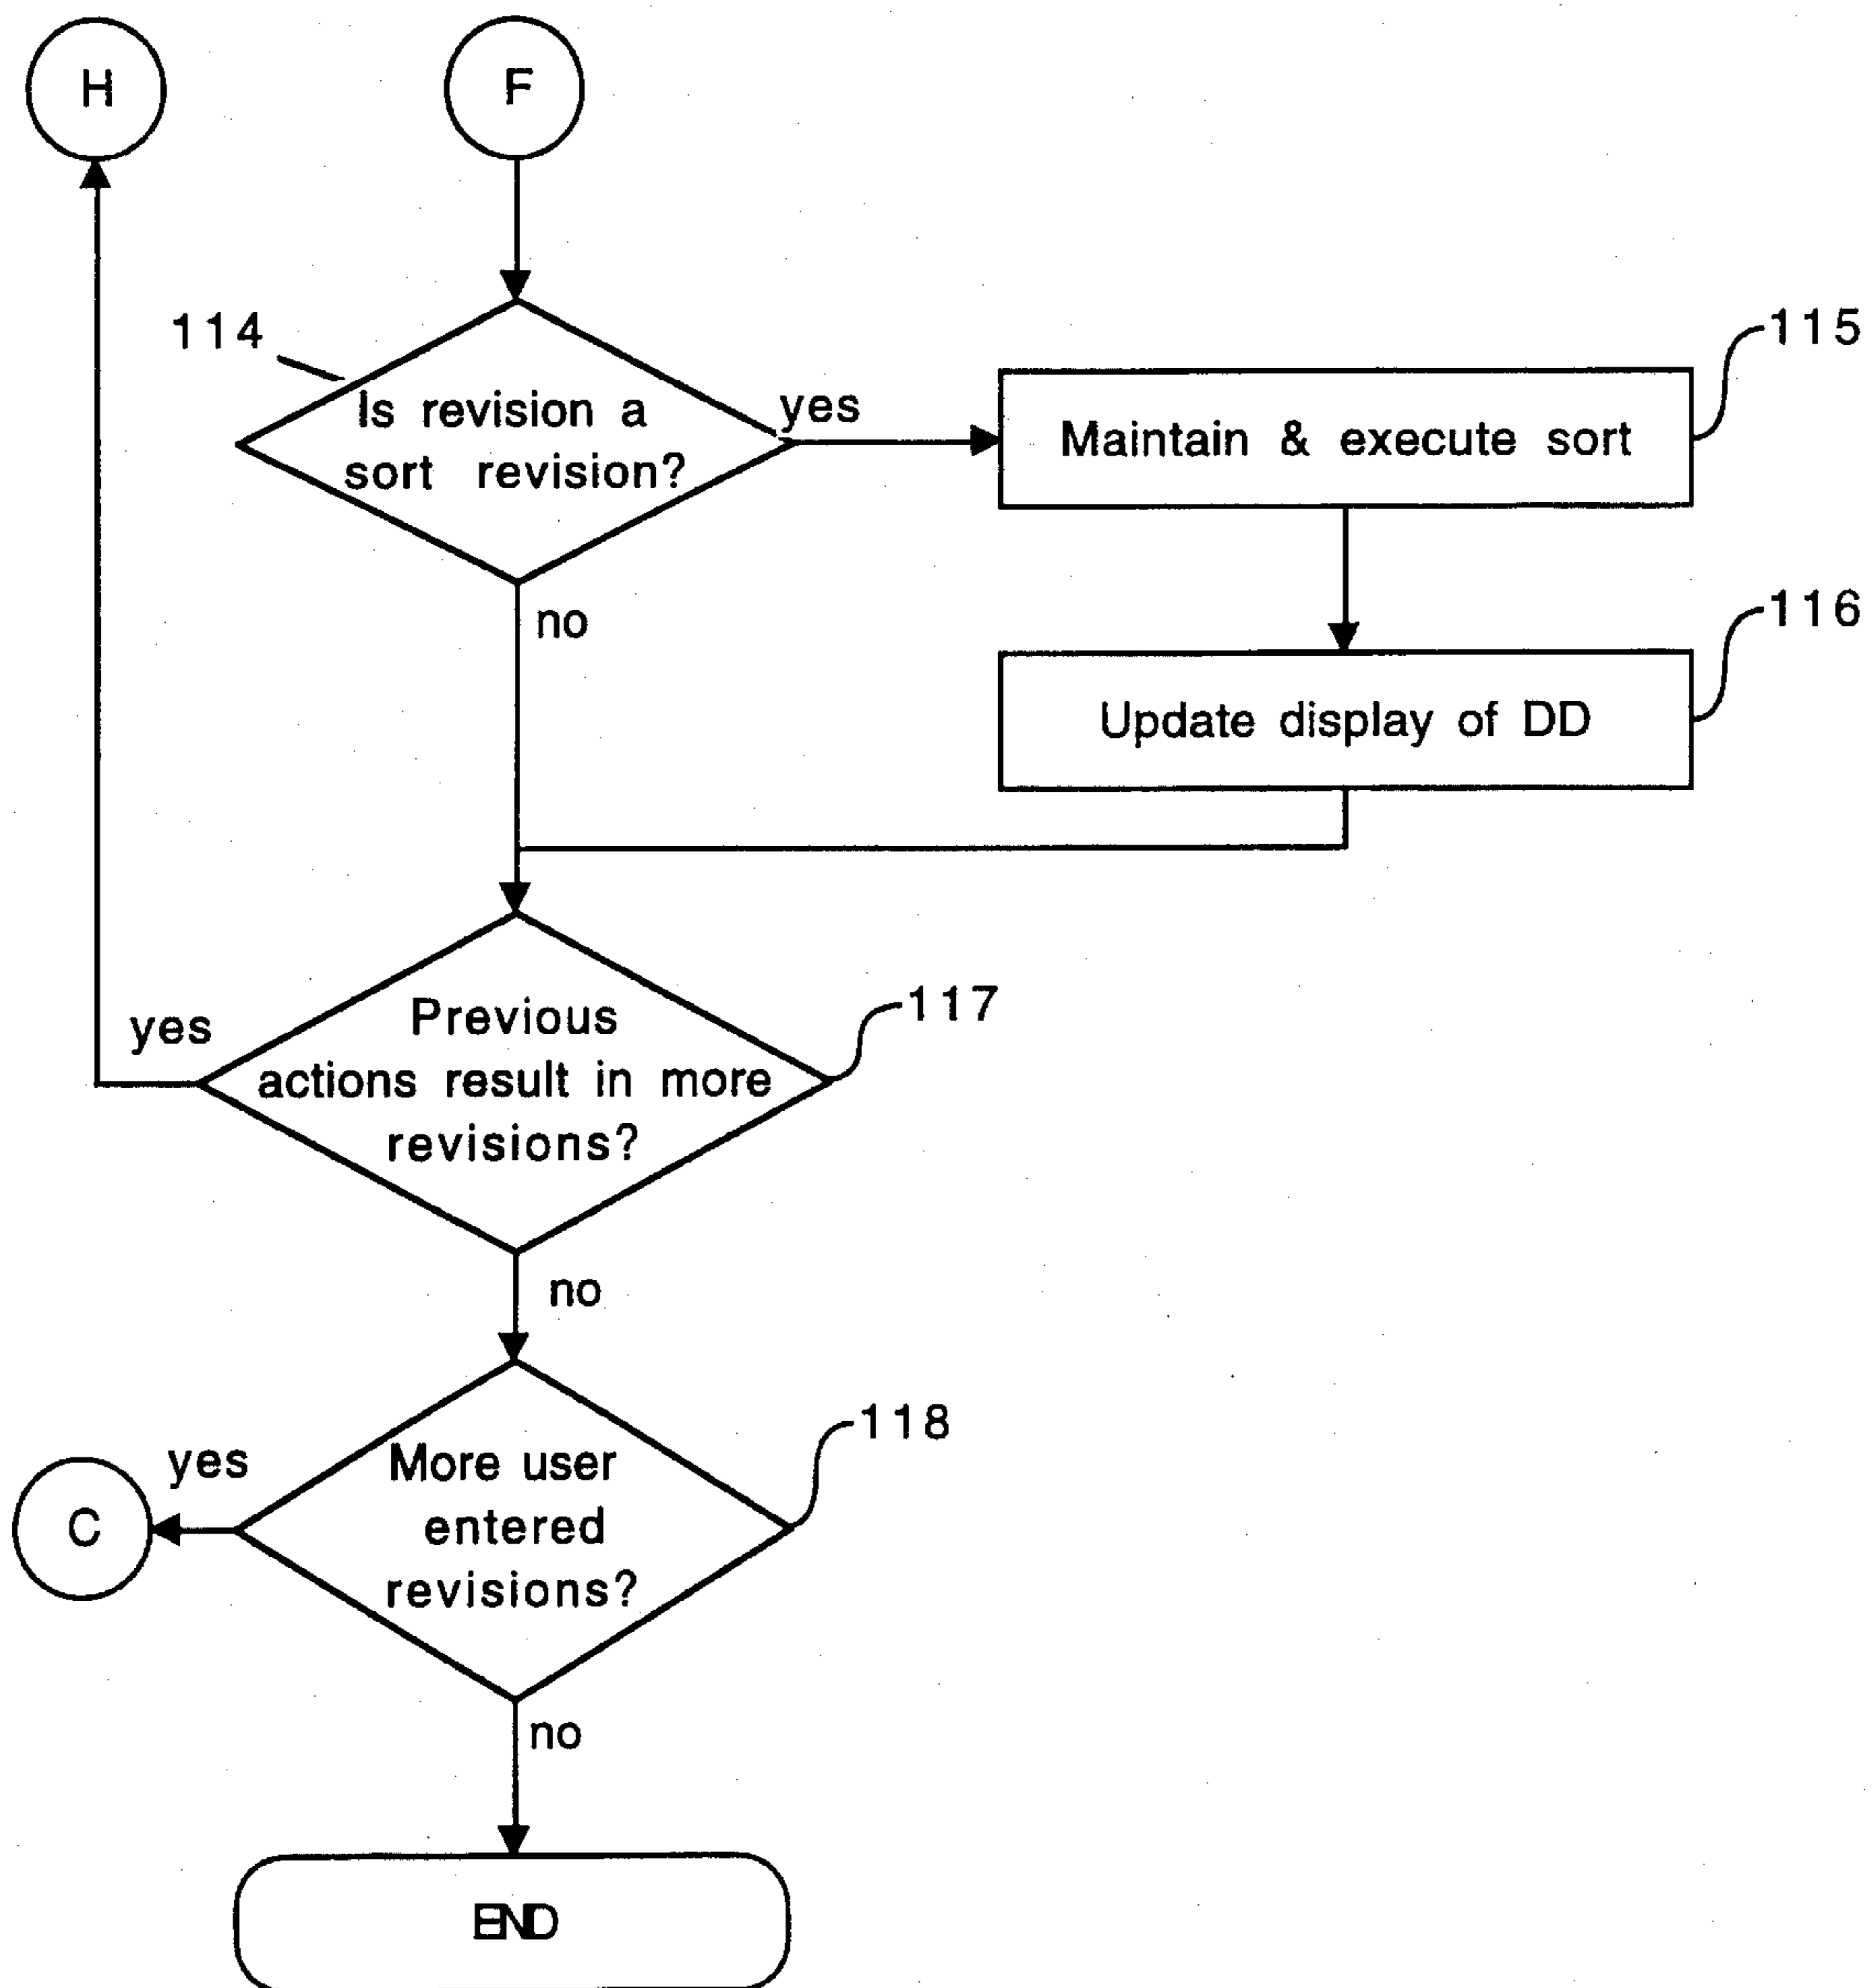 H
F
114
Is revision a
sort revision?
yes
115
Maintain & execute sort
no
116
Update display of DD
117
Previous
actions result in more
revisions?
yes
no
118
More user
entered
revisions?
yes
C
no
END